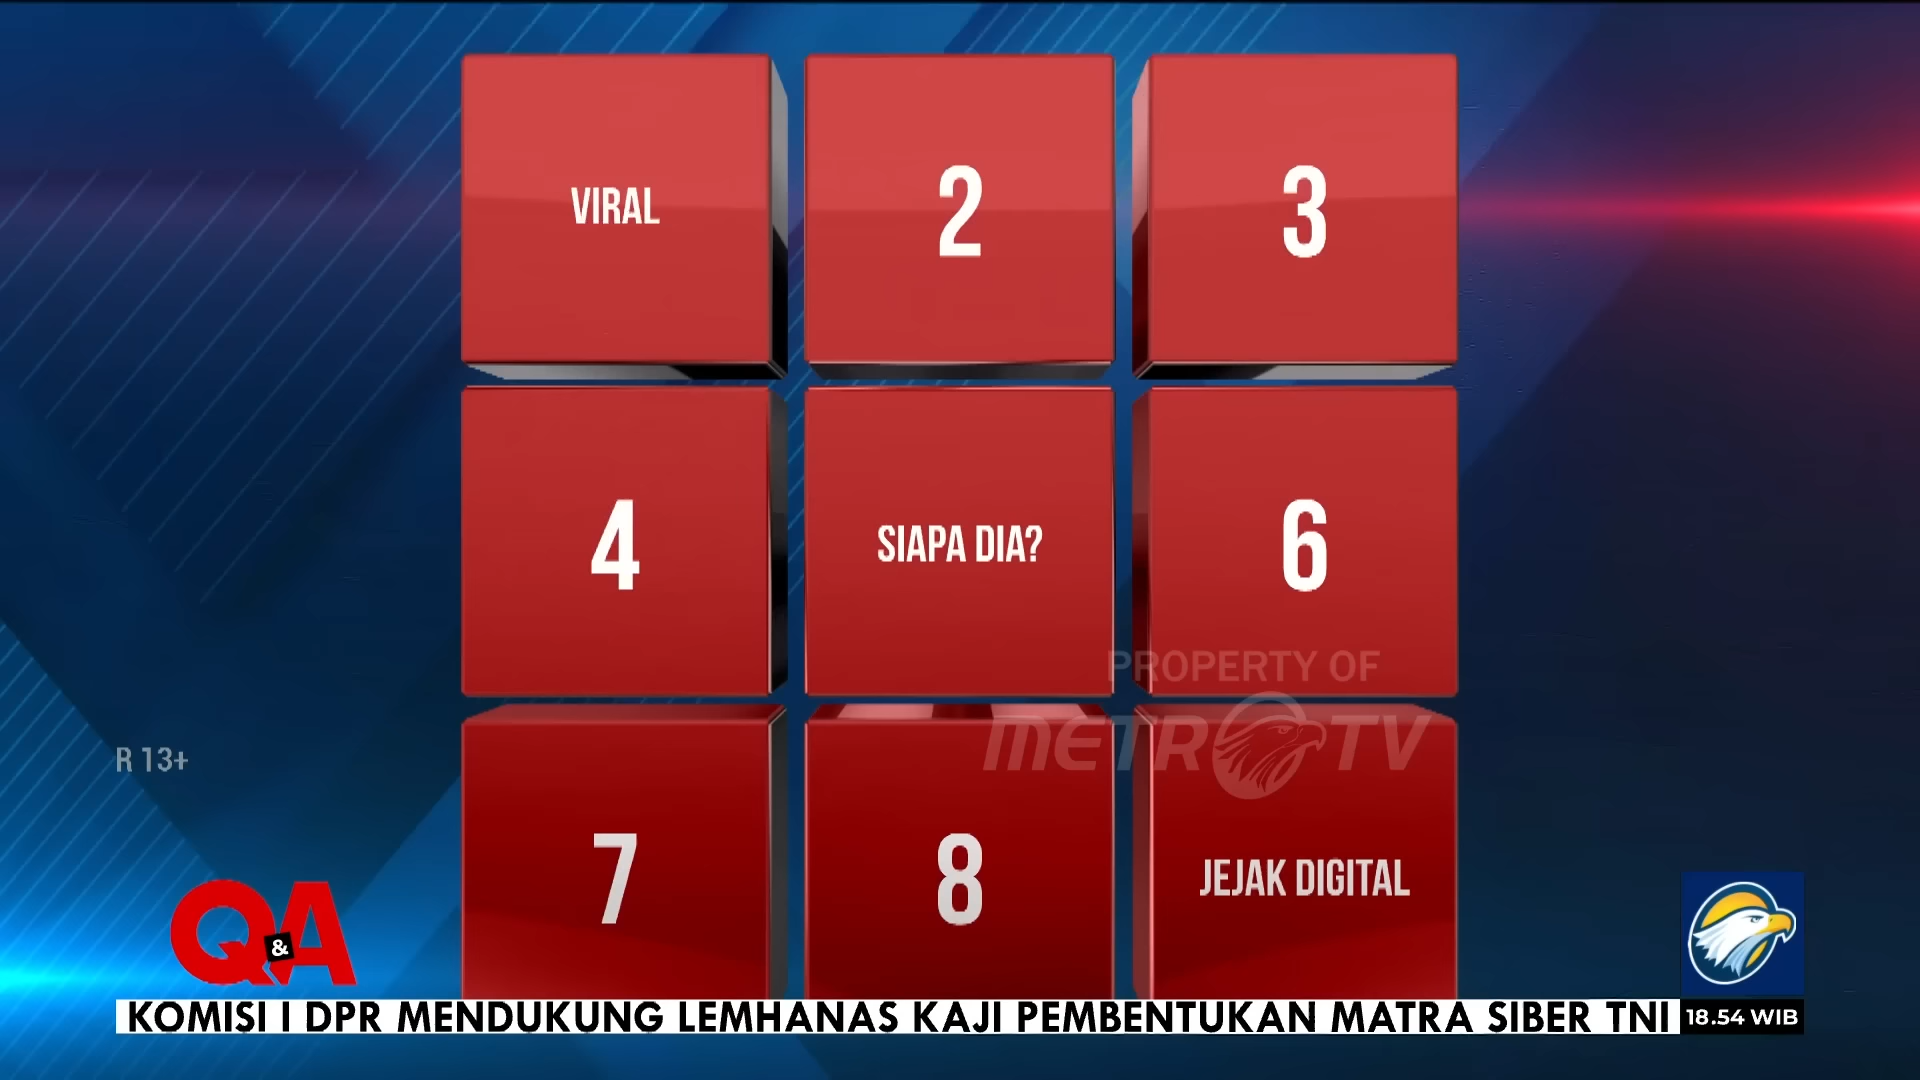 VIRAL
2
3
4
SIAPA DIA?
6
PROPERTY OF
METRO TV
7
8
JEJAK DIGITAL
R 13+
Q&A
KOMISI I DPR MENDUKUNG LEMHANAS KAJI PEMBENTUKAN MATRA SIBER TNI
18.54 WIB